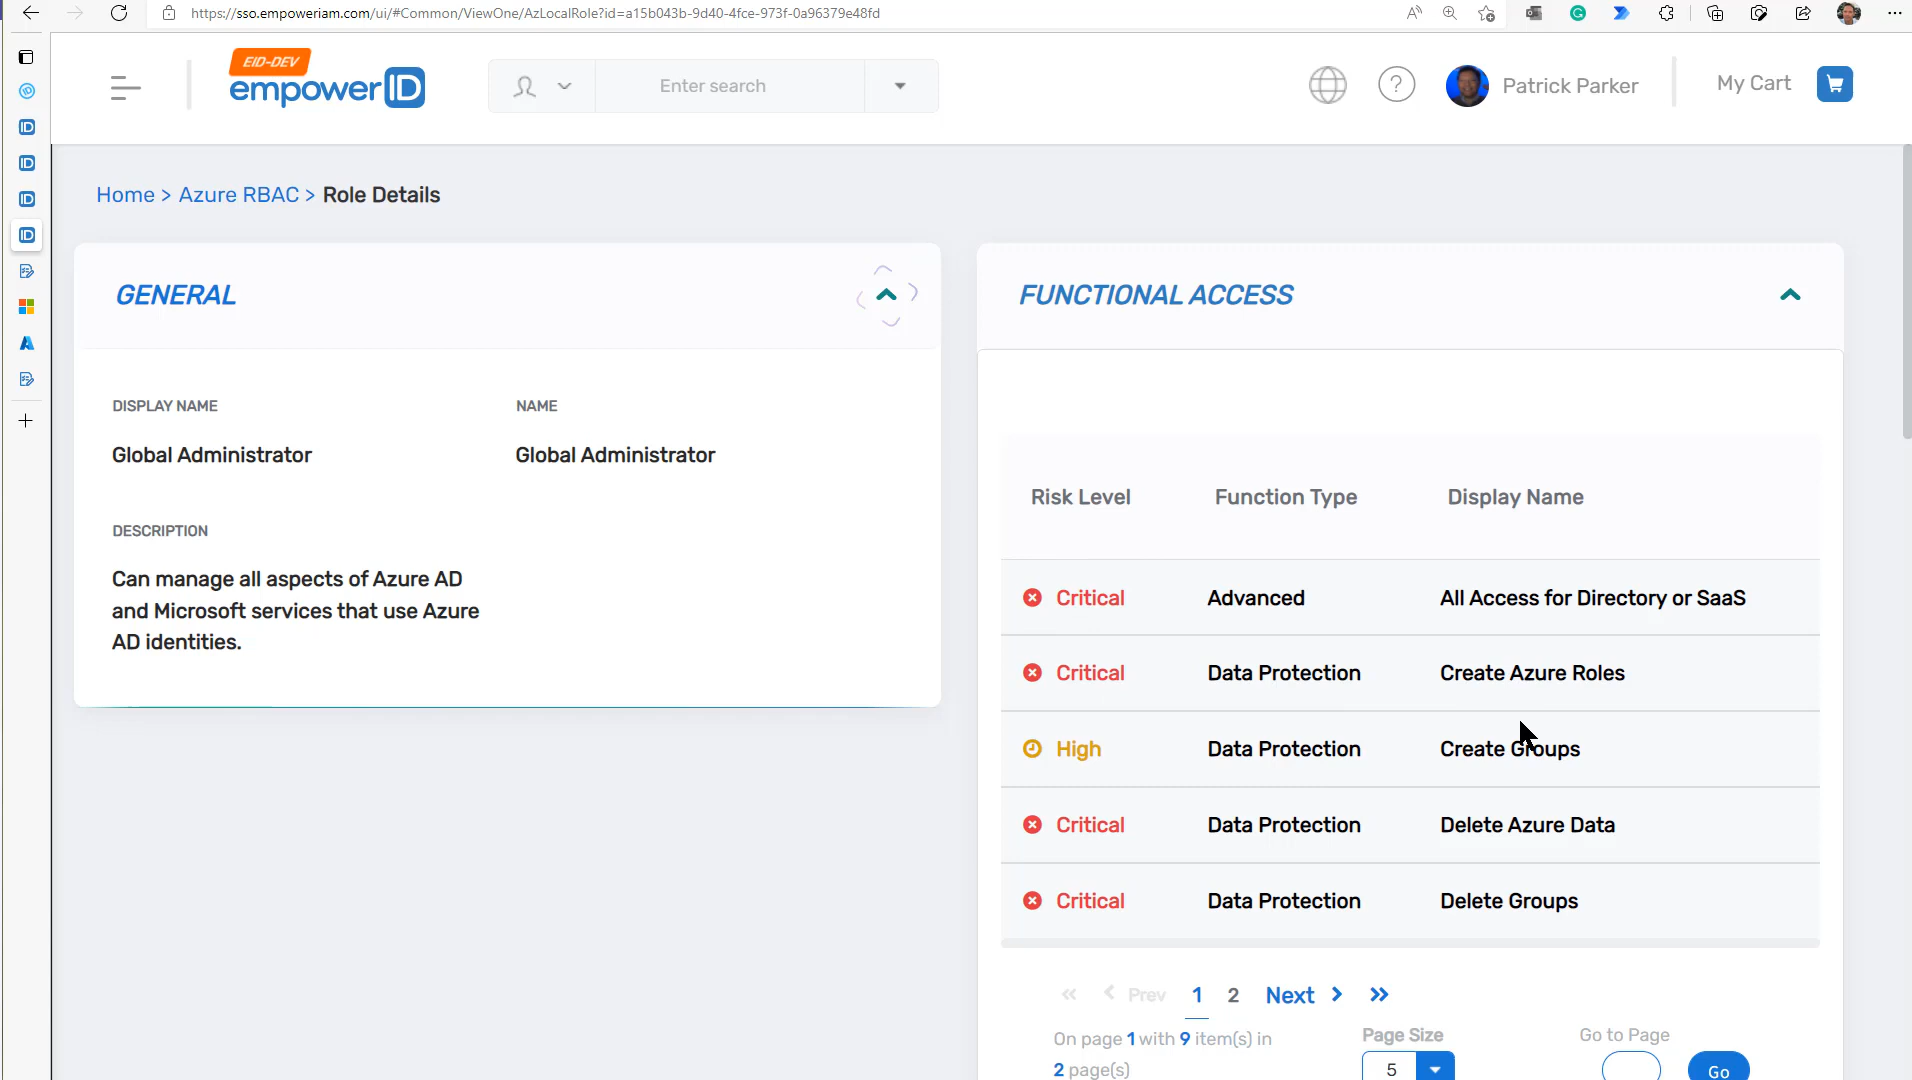 https://sso.empoweriam.com/ui/#Common/ViewOne/AzLocalRole?id=a15b043b-9d40-4fce-973f-0a96379e48fd
EID-DEV
empowerID
Enter search
?
Patrick Parker
My Cart
Home > Azure RBAC > Role Details
GENERAL
DISPLAY NAME
NAME
Global Administrator
Global Administrator
DESCRIPTION
Can manage all aspects of Azure AD
and Microsoft services that use Azure
AD identities.
FUNCTIONAL ACCESS
Risk Level Function Type Display Name
Critical Advanced All Access for Directory or SaaS
Critical Data Protection Create Azure Roles
High Data Protection Create Groups
Critical Data Protection Delete Azure Data
Critical Data Protection Delete Groups
« < Prev 1 2 Next > »
On page 1 with 9 item(s) in
2 page(s)
Page Size
5
Go to Page
Go